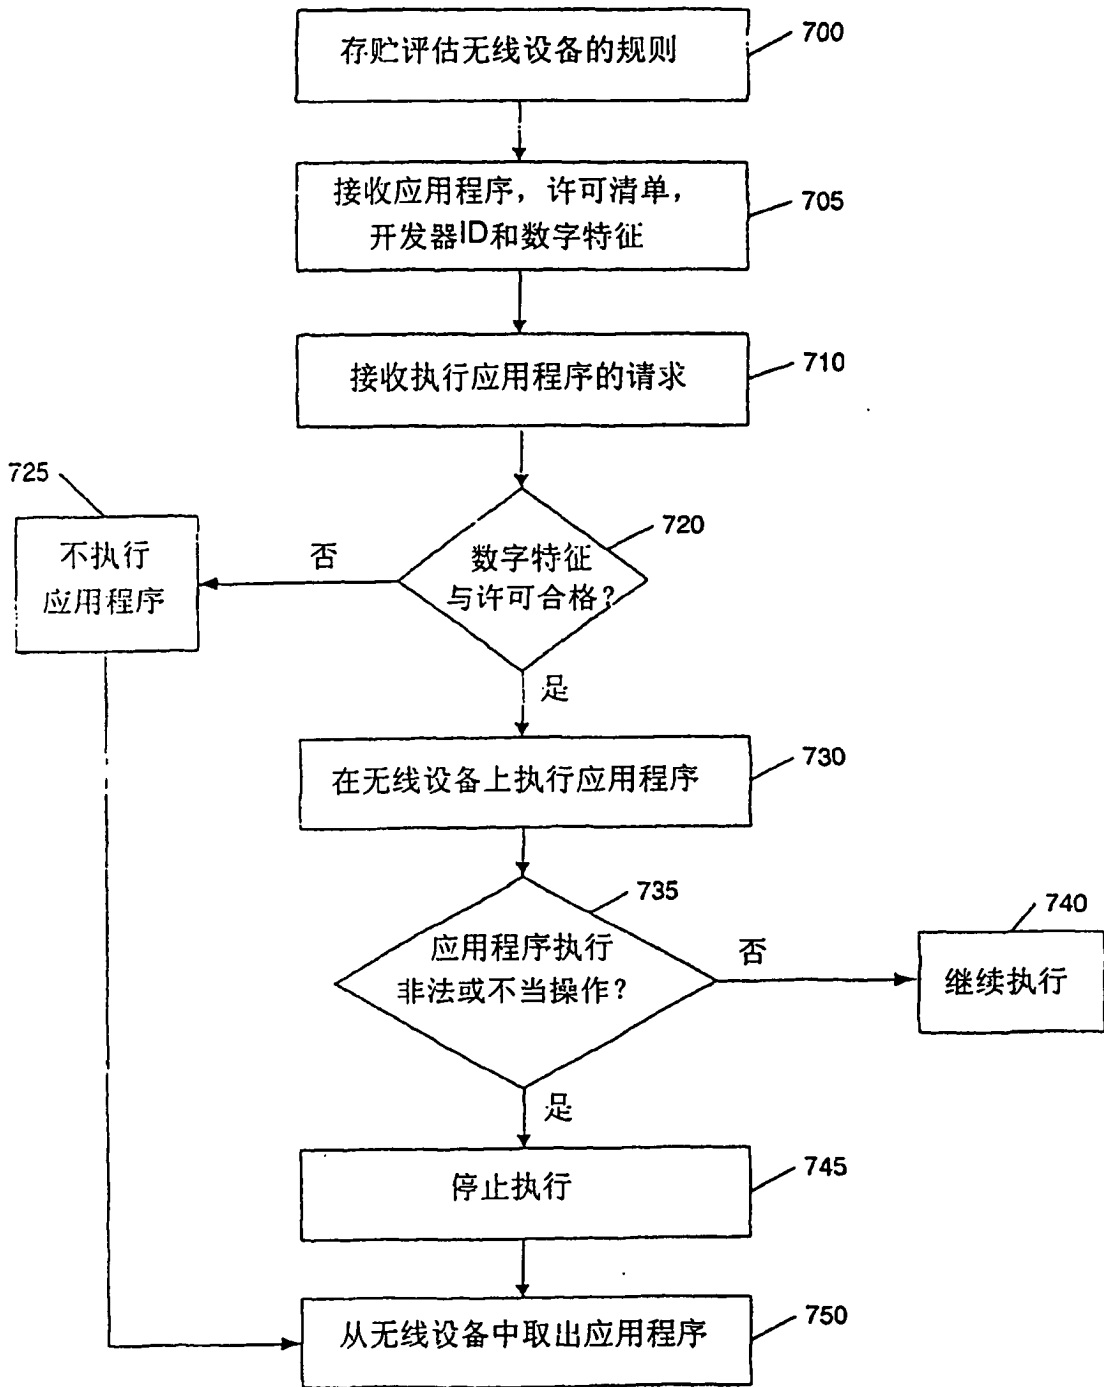 存贮评估无线设备的规则
700
接收应用程序，许可清单，
开发器ID和数字特征
705
接收执行应用程序的请求
710
725
不执行
应用程序
否
数字特征
与许可合格？
720
是
在无线设备上执行应用程序
730
应用程序执行
非法或不当操作？
735
否
740
继续执行
是
停止执行
745
从无线设备中取出应用程序
750